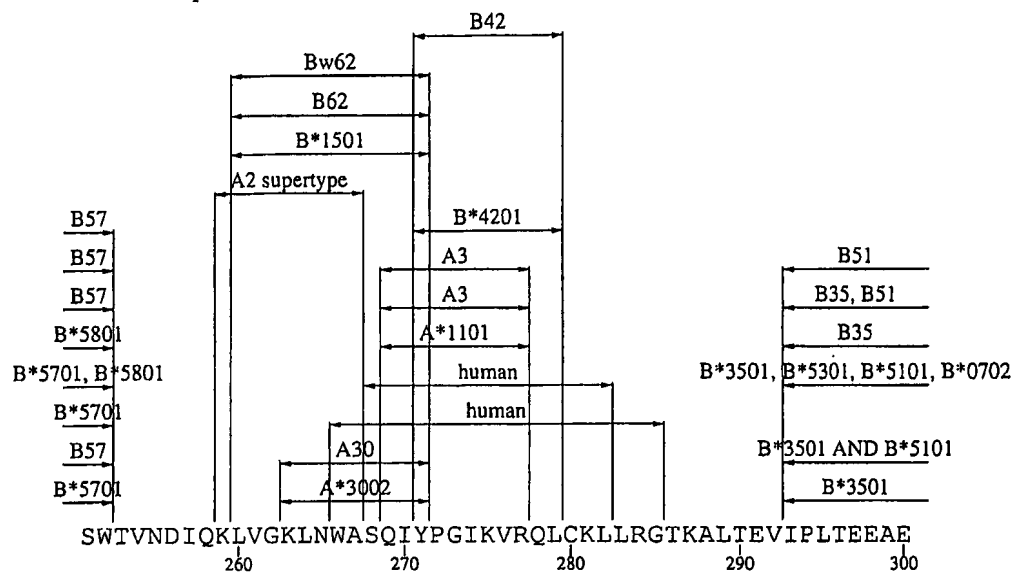 B42
Bw62
B62
B*1501
A2 supertype
B57 B*4201
B57 A3 B51
B57 A3 B35, B51
B*5801 A*1101 B35
B*5701, B*5801 human B*3501, B*5301, B*5101, B*0702
B*5701 human
B57 A30 B*3501 AND B*5101
B*5701 A*3002 B*3501
SWTVNDIQKLVGKLNWASQIYPGIKVRQLCKLLRGTKALTEVIPLTEEAE
260 270 280 290 300